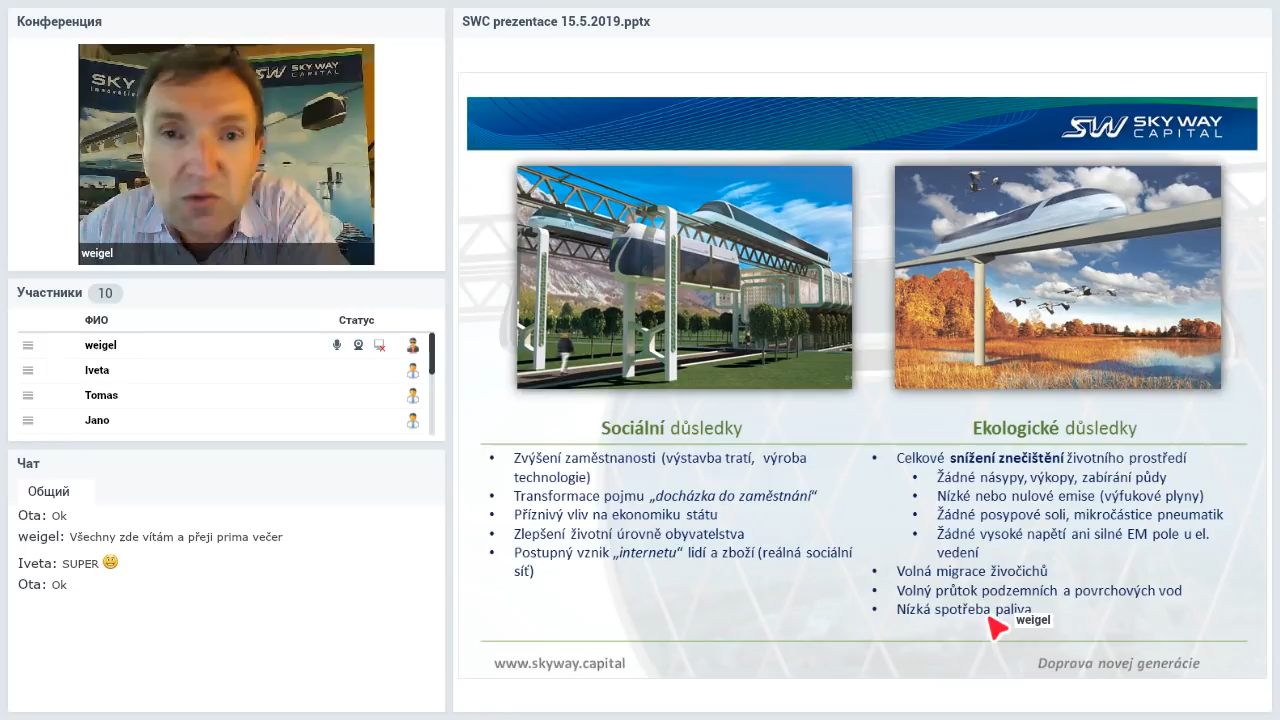 Конференция
SKY
SW SKY WAY
CAPITAL
weigel
Участники 10
ФИО Статус
weigel
Iveta
Tomas
Jano
Чат
Общий
Ota: Ok
weigel: Všechny zde vítám a přeji prima večer
Iveta: SUPER
Ota: Ok
SWC prezentace 15.5.2019.pptx
SW SKY WAY
CAPITAL
Sociální důsledky
• Zvýšení zaměstnanosti (výstavba tratí, výroba
technologie)
• Transformace pojmu „docházka do zaměstnání“
• Příznivý vliv na ekonomiku státu
• Zlepšení životní úrovně obyvatelstva
• Postupný vznik „internetu“ lidí a zboží (reálná sociální
síť)
Ekologické důsledky
• Celkové snížení znečištění životního prostředí
• Žádné násypy, výkopy, zabírání půdy
• Nízké nebo nulové emise (výfukové plyny)
• Žádné posypové soli, mikročástice pneumatik
• Žádné vysoké napětí ani silné EM pole u el.
vedení
• Volná migrace živočichů
• Volný průtok podzemních a povrchových vod
• Nízká spotřeba paliva
weigel
www.skyway.capital
Doprava novej generácie